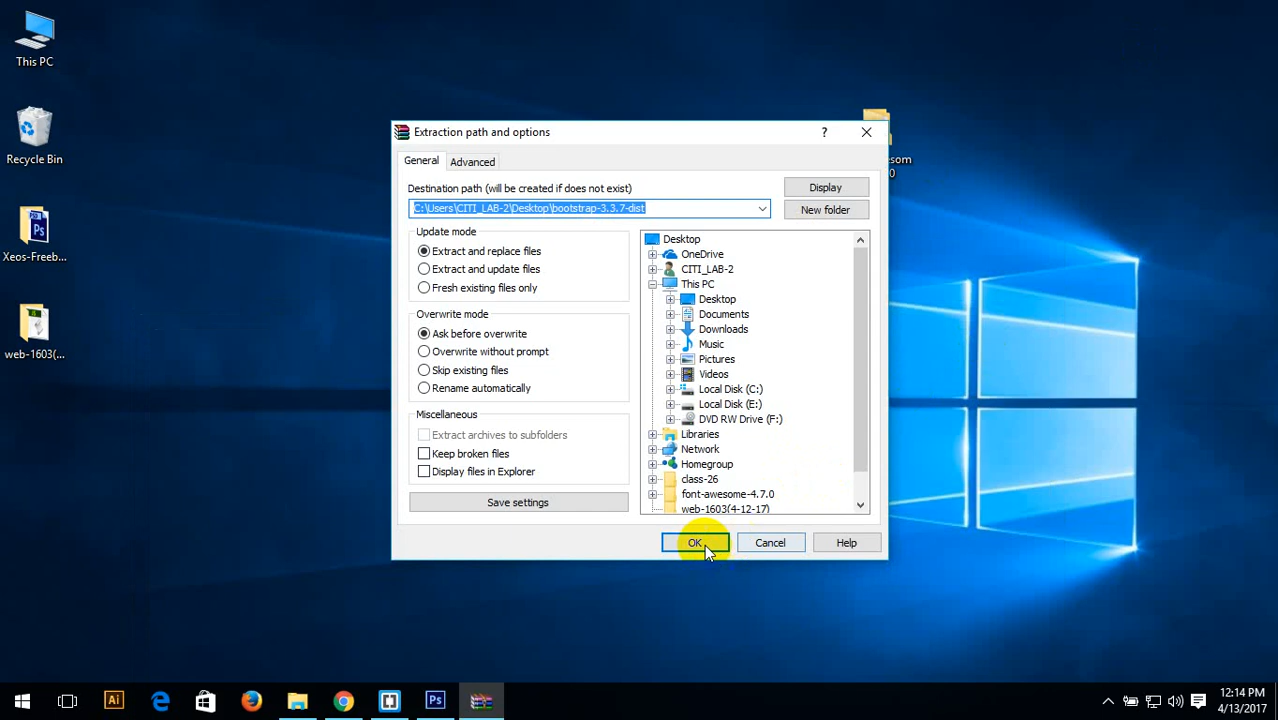 This PC
Recycle Bin
Xeos-Freeb...
web-1603(...
Extraction path and options
?
General
Advanced
Destination path (will be created if does not exist)
C:\Users\CITI_LAB-2\Desktop\bootstrap-3.3.7-dist
Display
New folder
Update mode
Extract and replace files
Extract and update files
Fresh existing files only
Overwrite mode
Ask before overwrite
Overwrite without prompt
Skip existing files
Rename automatically
Miscellaneous
Extract archives to subfolders
Keep broken files
Display files in Explorer
Save settings
Desktop
OneDrive
CITI_LAB-2
This PC
Desktop
Documents
Downloads
Music
Pictures
Videos
Local Disk (C:)
Local Disk (E:)
DVD RW Drive (F:)
Libraries
Network
Homegroup
class-26
font-awesome-4.7.0
web-1603(4-12-17)
OK
Cancel
Help
esom
0
Ai
Ps
12:14 PM
4/13/2017